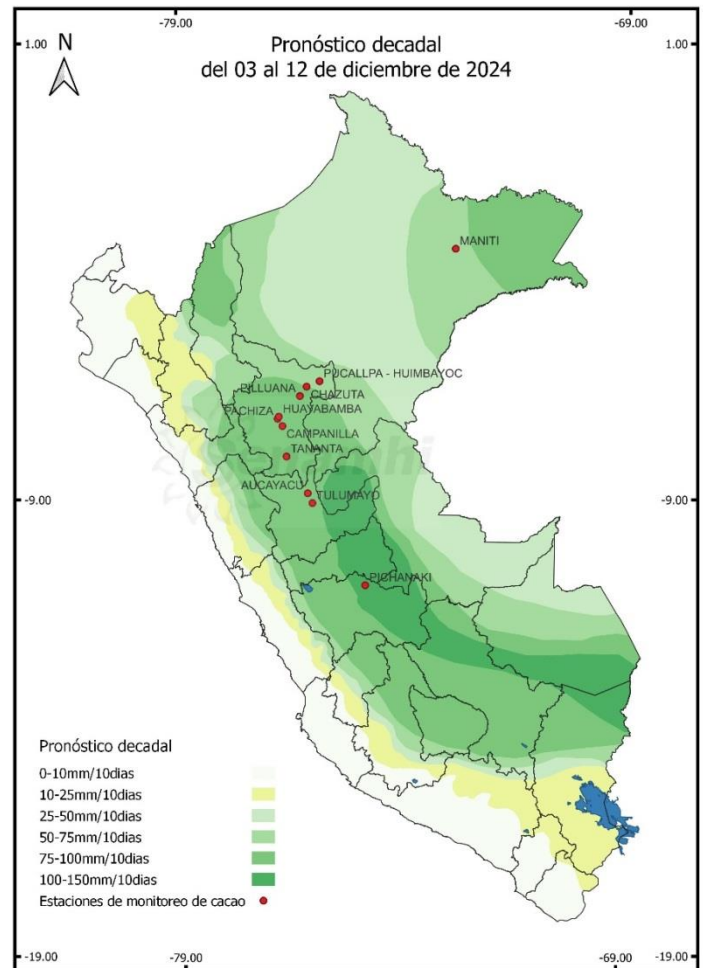 -79.00
-69.00
1.00
1.00
N
Pronóstico decadal
del 03 al 12 de diciembre de 2024
MANITI
PUCALLPA - HUIMBAYOC
PILLUANA
CHAZUTA
PACHIZA
HUAYABAMBA
CAMPANILLA
TANANTA
AUCAYACU
TULUMAYO
-9.00
-9.00
PICHANAKI
Pronóstico decadal
0-10mm/10dias
10-25mm/10dias
25-50mm/10dias
50-75mm/10dias
75-100mm/10dias
100-150mm/10dias
Estaciones de monitoreo de cacao
-19.00
-79.00
-69.00
-19.00